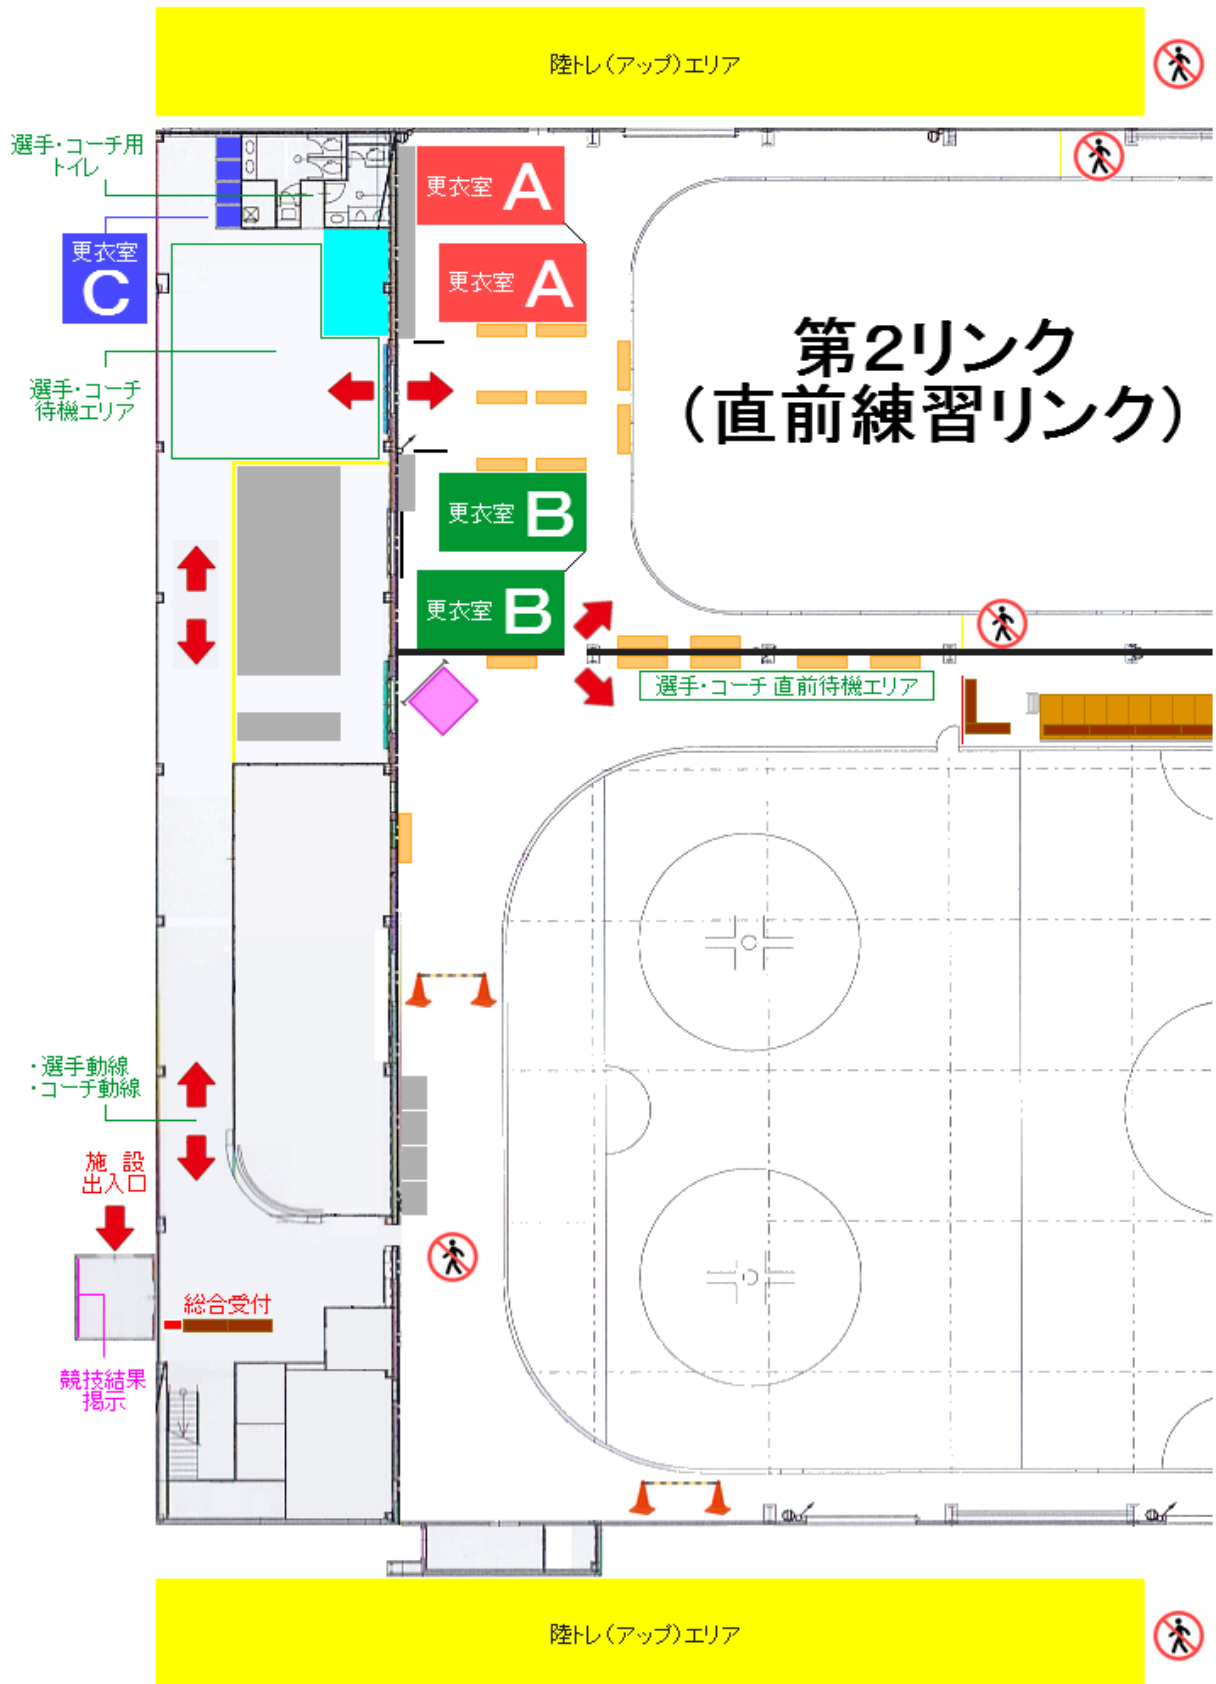 陸トレ(アップ)エリア
選手・コーチ用
トイレ
更衣室 A
更衣室
C
更衣室 A
第2リンク
(直前練習リンク)
選手・コーチ
待機エリア
更衣室 B
更衣室 B
選手・コーチ 直前待機エリア
・選手動線
・コーチ動線
施 設
出入口
総合受付
競技結果
掲示
陸トレ(アップ)エリア